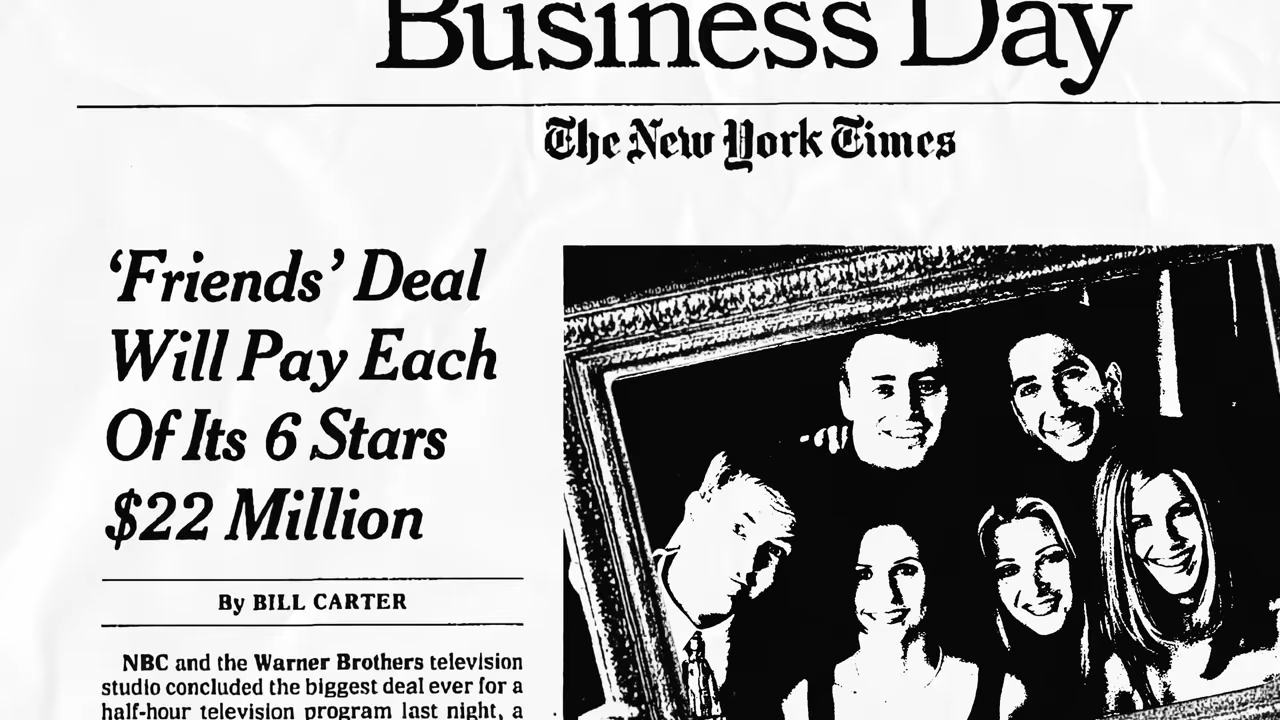 Business Day
The New York Times
‘Friends’ Deal
Will Pay Each
Of Its 6 Stars
$22 Million
By BILL CARTER
NBC and the Warner Brothers television
studio concluded the biggest deal ever for a
half-hour television program last night, a